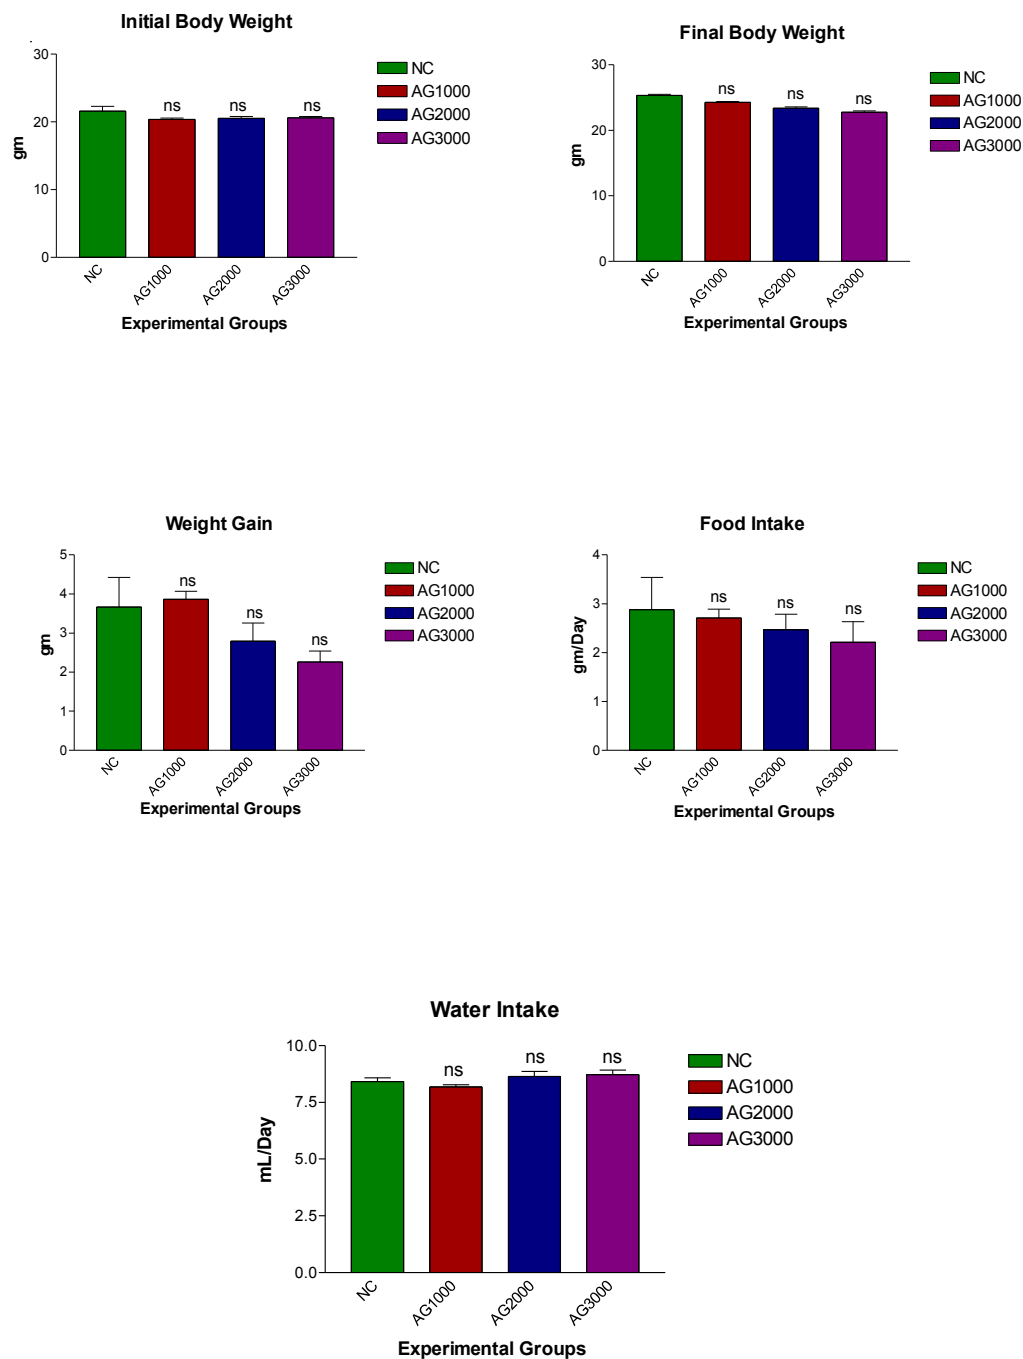 Initial Body Weight
30
20
10
0
gm
ns
ns
ns
NC
AG1000
AG2000
AG3000
Experimental Groups
NC
AG1000
AG2000
AG3000
Final Body Weight
30
20
10
0
gm
ns
ns
ns
NC
AG1000
AG2000
AG3000
Experimental Groups
NC
AG1000
AG2000
AG3000
Weight Gain
5
4
3
2
1
0
gm
ns
ns
ns
NC
AG1000
AG2000
AG3000
Experimental Groups
NC
AG1000
AG2000
AG3000
Food Intake
4
3
2
1
0
gm/Day
ns
ns
ns
NC
AG1000
AG2000
AG3000
Experimental Groups
NC
AG1000
AG2000
AG3000
Water Intake
10.0
7.5
5.0
2.5
0.0
mL/Day
ns
ns
ns
NC
AG1000
AG2000
AG3000
Experimental Groups
NC
AG1000
AG2000
AG3000